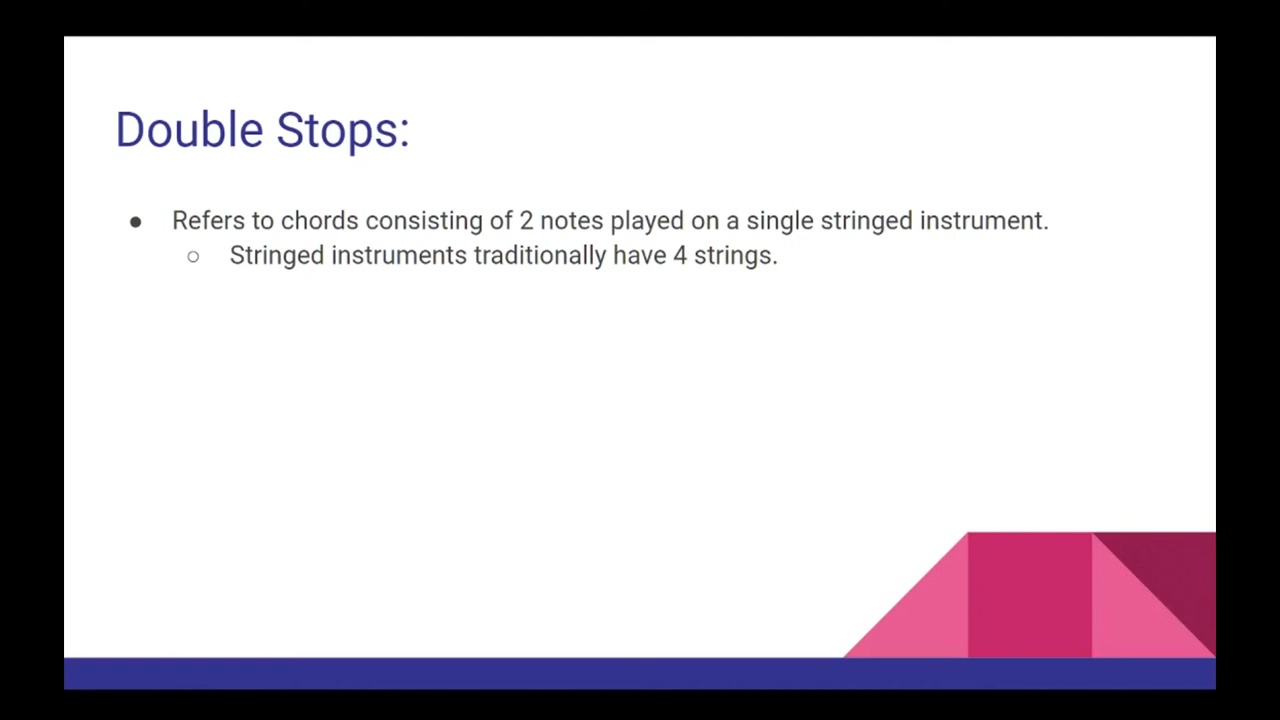 Double Stops:
● Refers to chords consisting of 2 notes played on a single stringed instrument.
○ Stringed instruments traditionally have 4 strings.